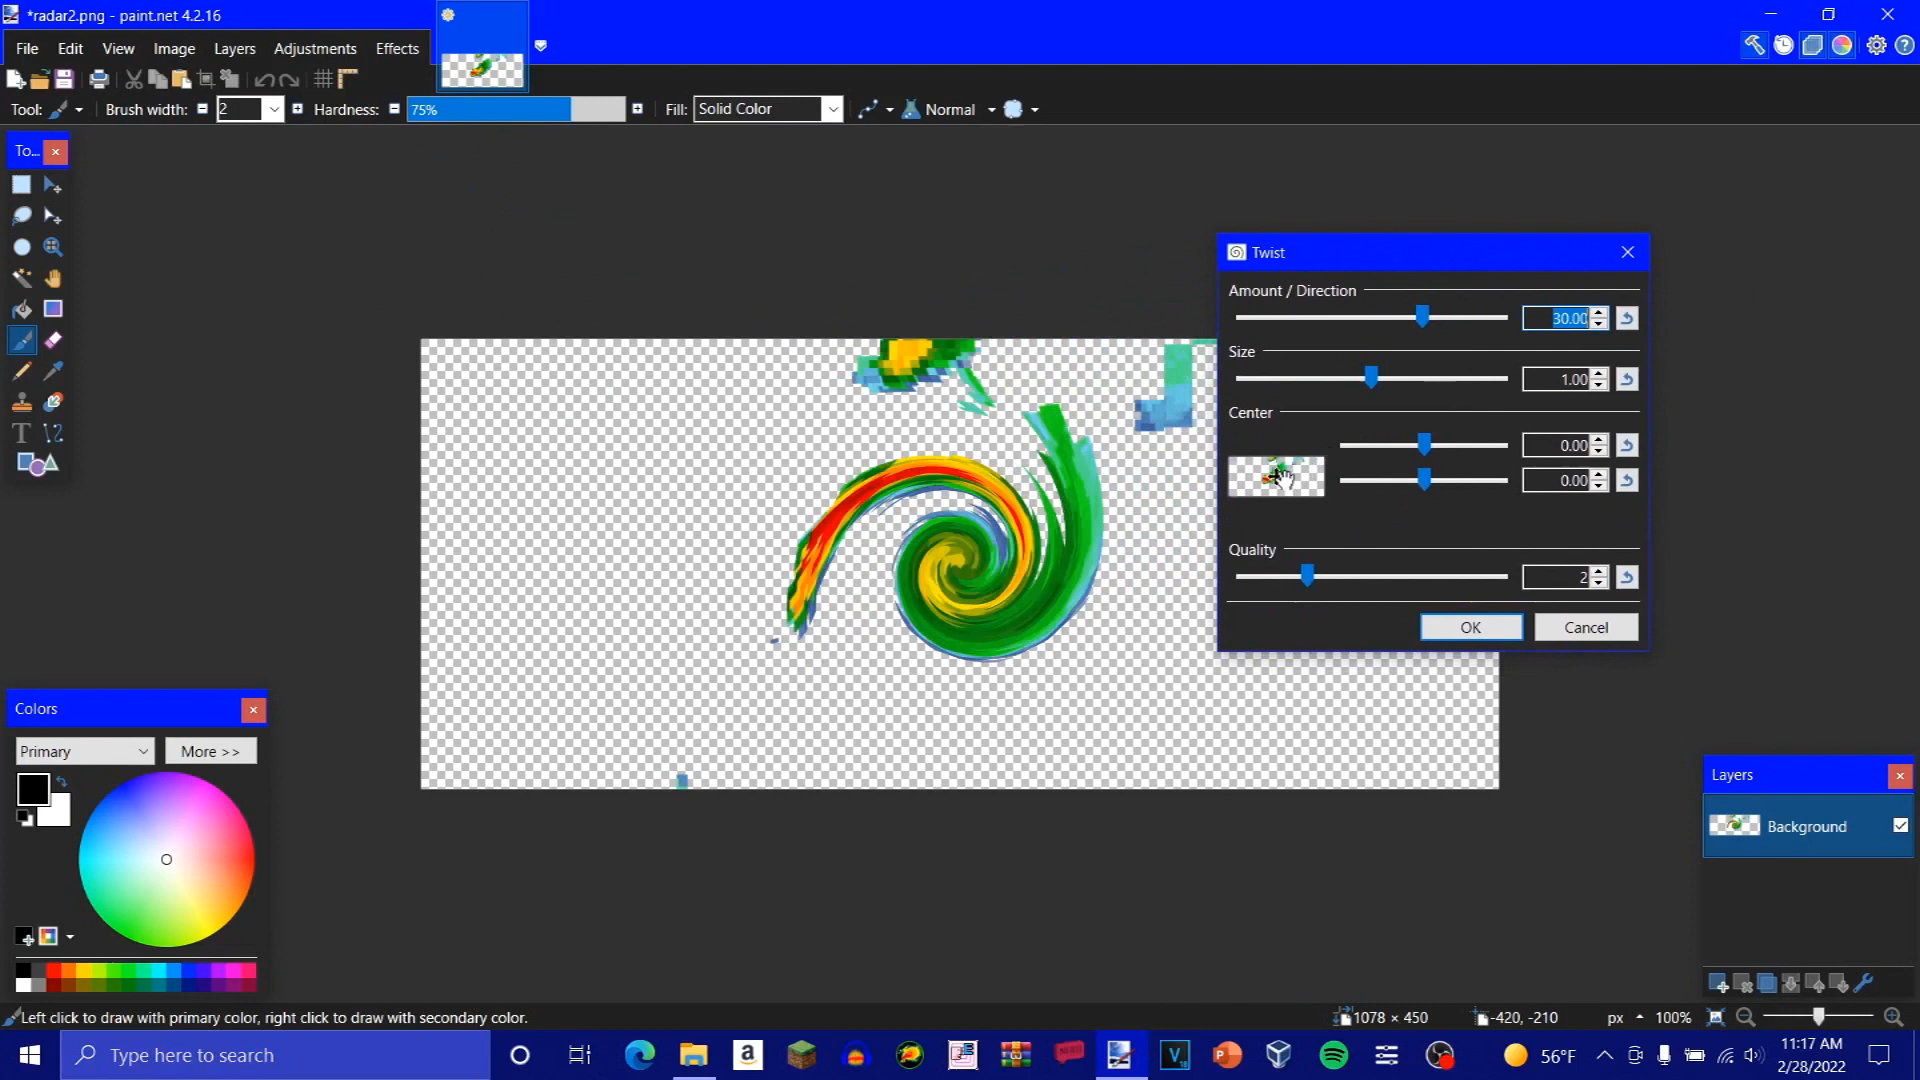 *radar2.png - paint.net 4.2.16
File Edit View Image Layers Adjustments Effects
Tool: Brush width: 2 Hardness: 75% Fill: Solid Color Normal
To...
Twist
Amount / Direction
30.00
Size
1.00
Center
0.00
0.00
Quality
2
OK Cancel
Colors
Primary More >>
Layers
Background
Left click to draw with primary color, right click to draw with secondary color.
1078 × 450 -420, -210 px 100%
Type here to search
56°F
11:17 AM
2/28/2022